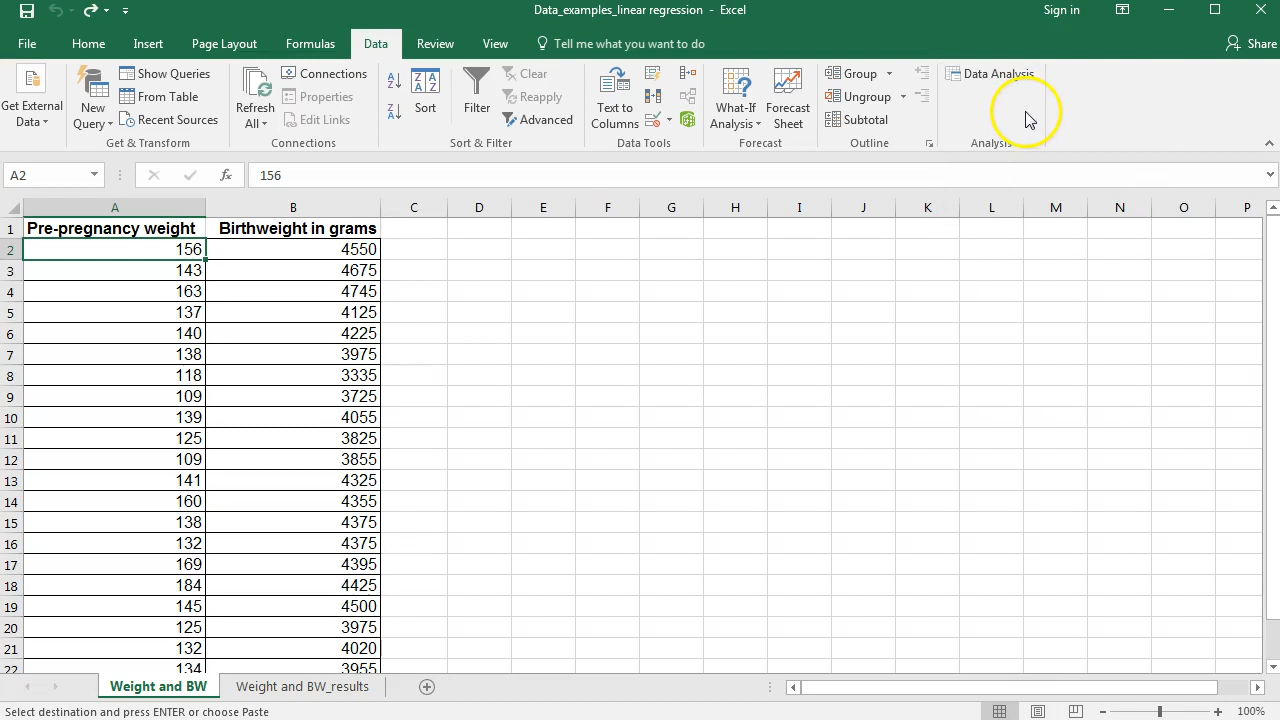 Data_examples_linear regression - Excel
Sign in
File Home Insert Page Layout Formulas Data Review View Tell me what you want to do Share
Get External Data
New Query
Show Queries
From Table
Recent Sources
Get & Transform
Refresh All
Connections
Properties
Edit Links
Connections
Sort
Filter
Clear
Reapply
Advanced
Sort & Filter
Text to Columns
Data Tools
What-If Analysis
Forecast Sheet
Forecast
Group
Ungroup
Subtotal
Outline
Data Analysis
Analysis
A2 fx 156
A B C D E F G H I J K L M N O P
1 Pre-pregnancy weight Birthweight in grams
2 156 4550
3 143 4675
4 163 4745
5 137 4125
6 140 4225
7 138 3975
8 118 3335
9 109 3725
10 139 4055
11 125 3825
12 109 3855
13 141 4325
14 160 4355
15 138 4375
16 132 4375
17 169 4395
18 184 4425
19 145 4500
20 125 3975
21 132 4020
22 134 3955
Weight and BW Weight and BW_results
Select destination and press ENTER or choose Paste
100%